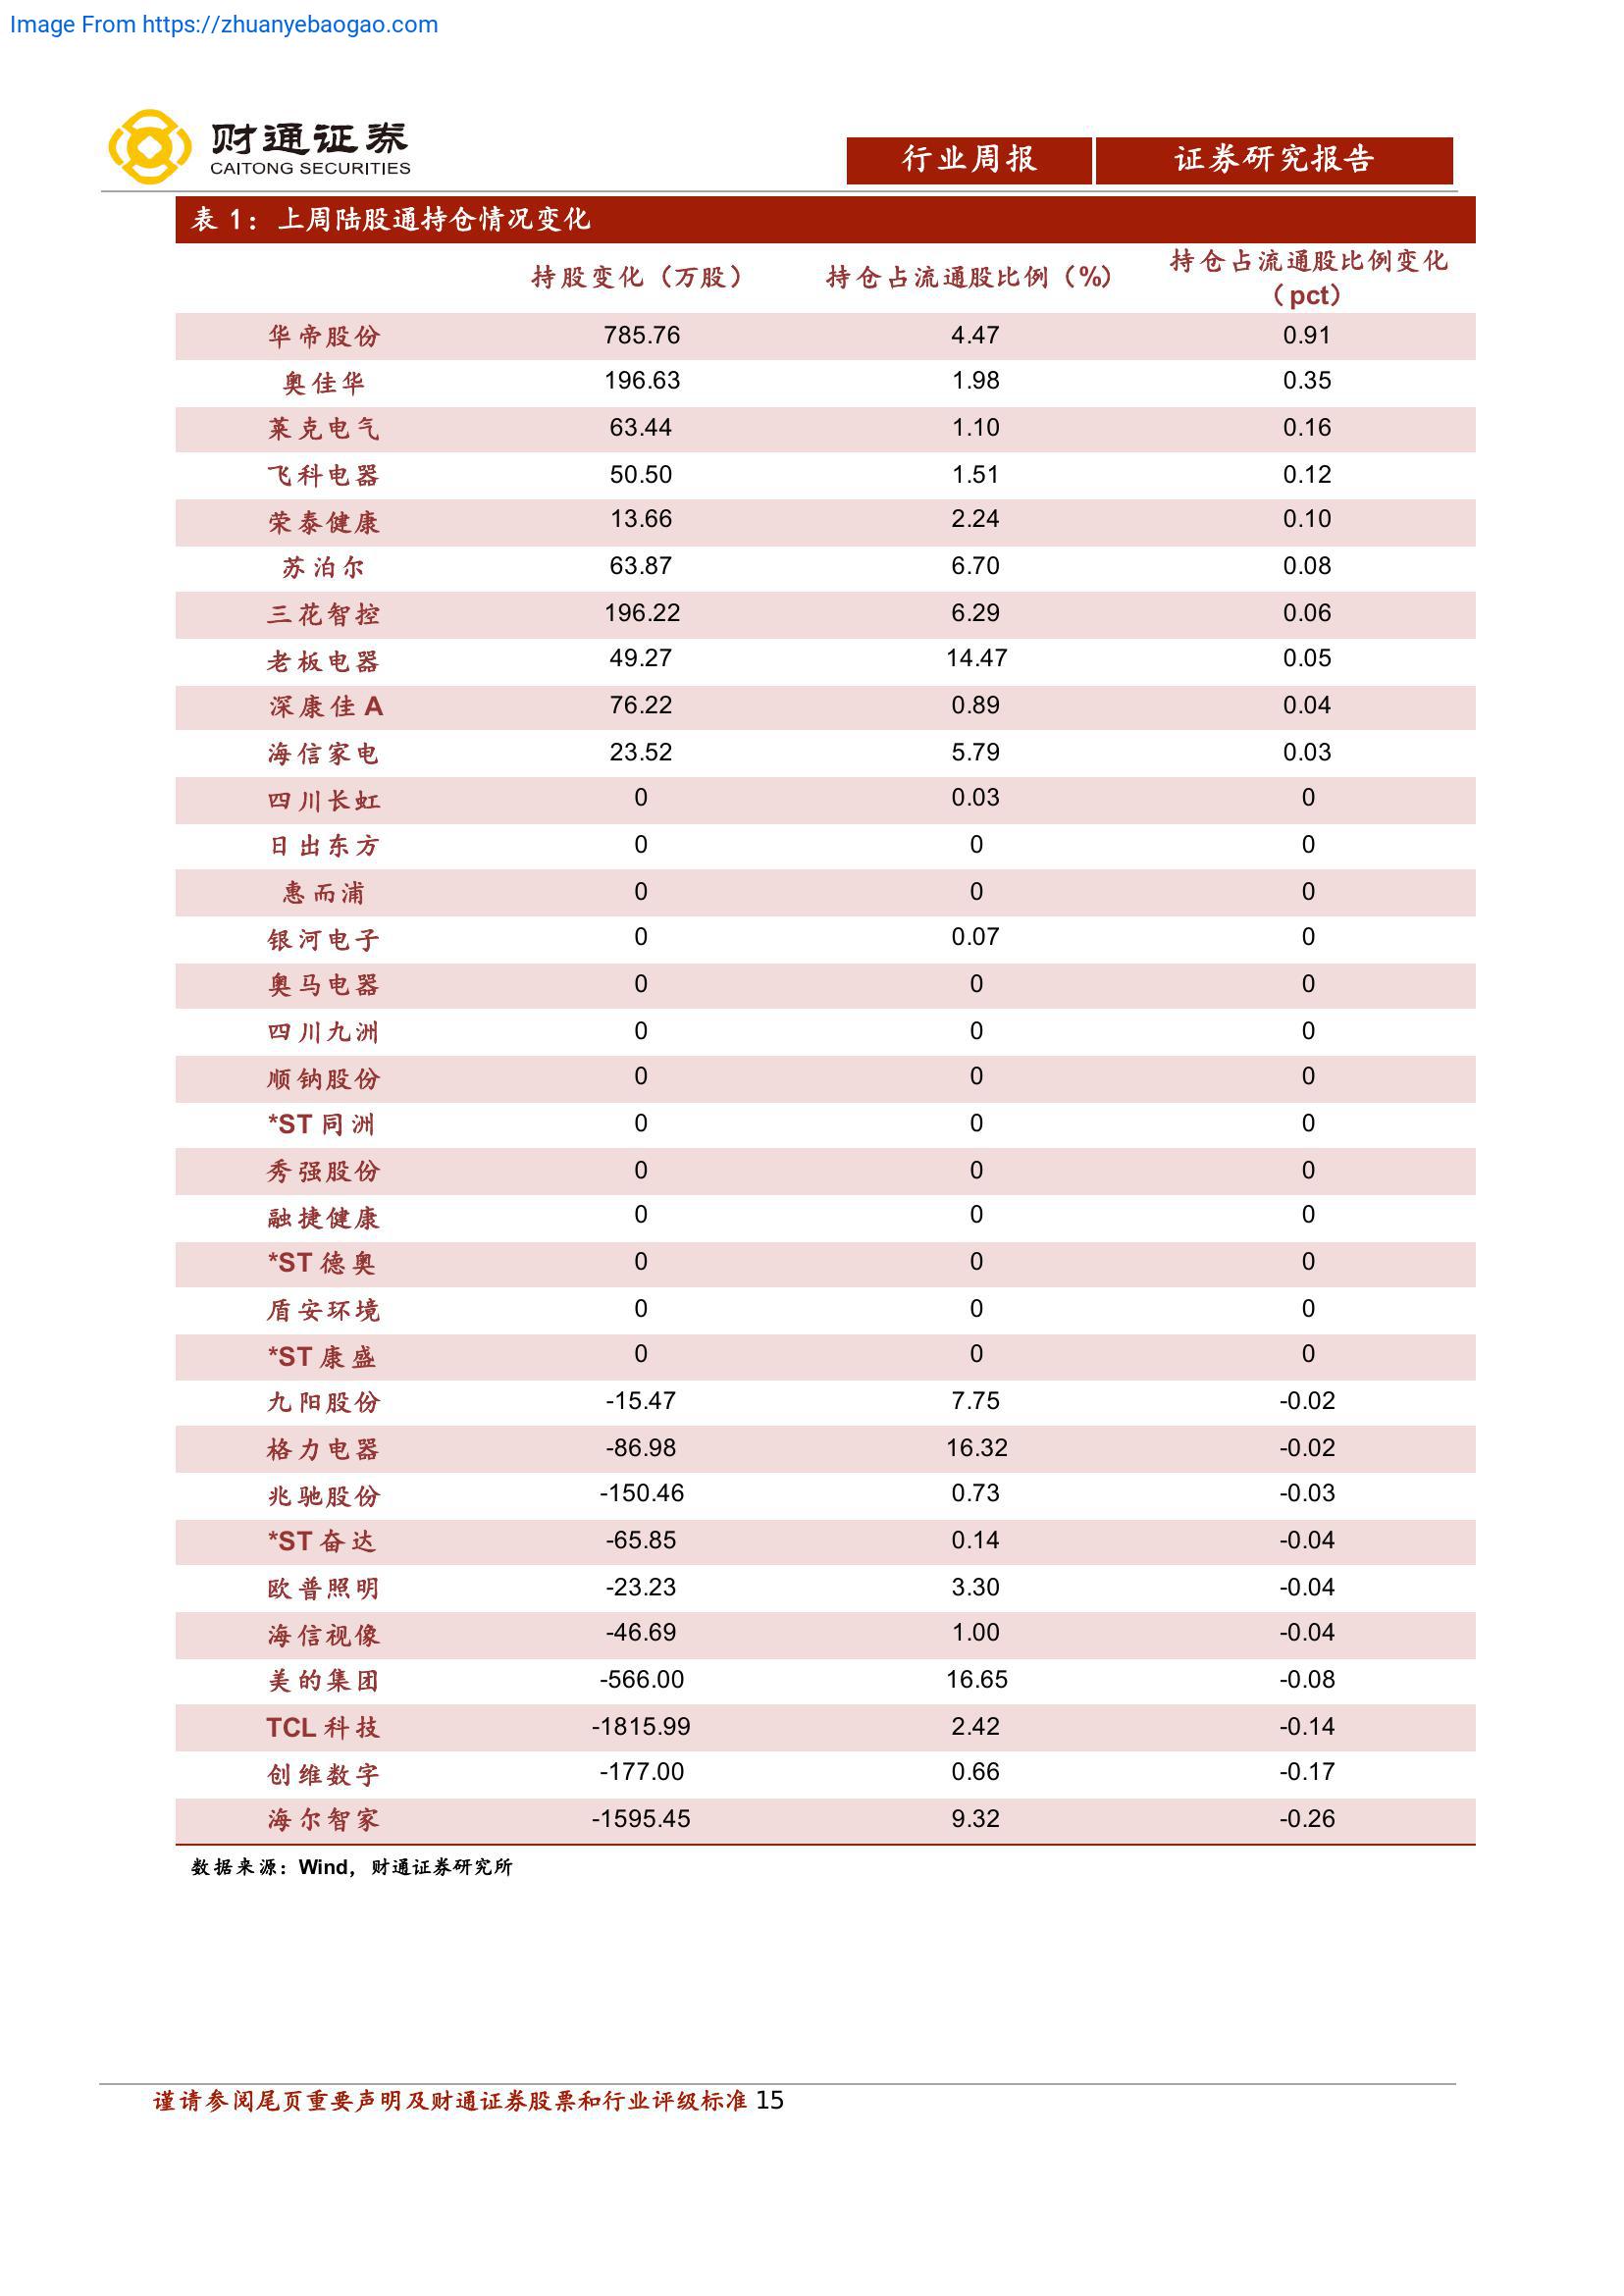 Image From https://zhuanyebaogao.com
财通证券
CAITONG SECURITIES
行业周报 证券研究报告
表 1：上周陆股通持仓情况变化
持股变化（万股） 持仓占流通股比例（%） 持仓占流通股比例变化（pct）
华帝股份 785.76 4.47 0.91
奥佳华 196.63 1.98 0.35
莱克电气 63.44 1.10 0.16
飞科电器 50.50 1.51 0.12
荣泰健康 13.66 2.24 0.10
苏泊尔 63.87 6.70 0.08
三花智控 196.22 6.29 0.06
老板电器 49.27 14.47 0.05
深康佳 A 76.22 0.89 0.04
海信家电 23.52 5.79 0.03
四川长虹 0 0.03 0
日出东方 0 0 0
惠而浦 0 0 0
银河电子 0 0.07 0
奥马电器 0 0 0
四川九洲 0 0 0
顺钠股份 0 0 0
*ST 同洲 0 0 0
秀强股份 0 0 0
融捷健康 0 0 0
*ST 德奥 0 0 0
盾安环境 0 0 0
*ST 康盛 0 0 0
九阳股份 -15.47 7.75 -0.02
格力电器 -86.98 16.32 -0.02
兆驰股份 -150.46 0.73 -0.03
*ST 奋达 -65.85 0.14 -0.04
欧普照明 -23.23 3.30 -0.04
海信视像 -46.69 1.00 -0.04
美的集团 -566.00 16.65 -0.08
TCL 科技 -1815.99 2.42 -0.14
创维数字 -177.00 0.66 -0.17
海尔智家 -1595.45 9.32 -0.26
数据来源：Wind，财通证券研究所
谨请参阅尾页重要声明及财通证券股票和行业评级标准 15